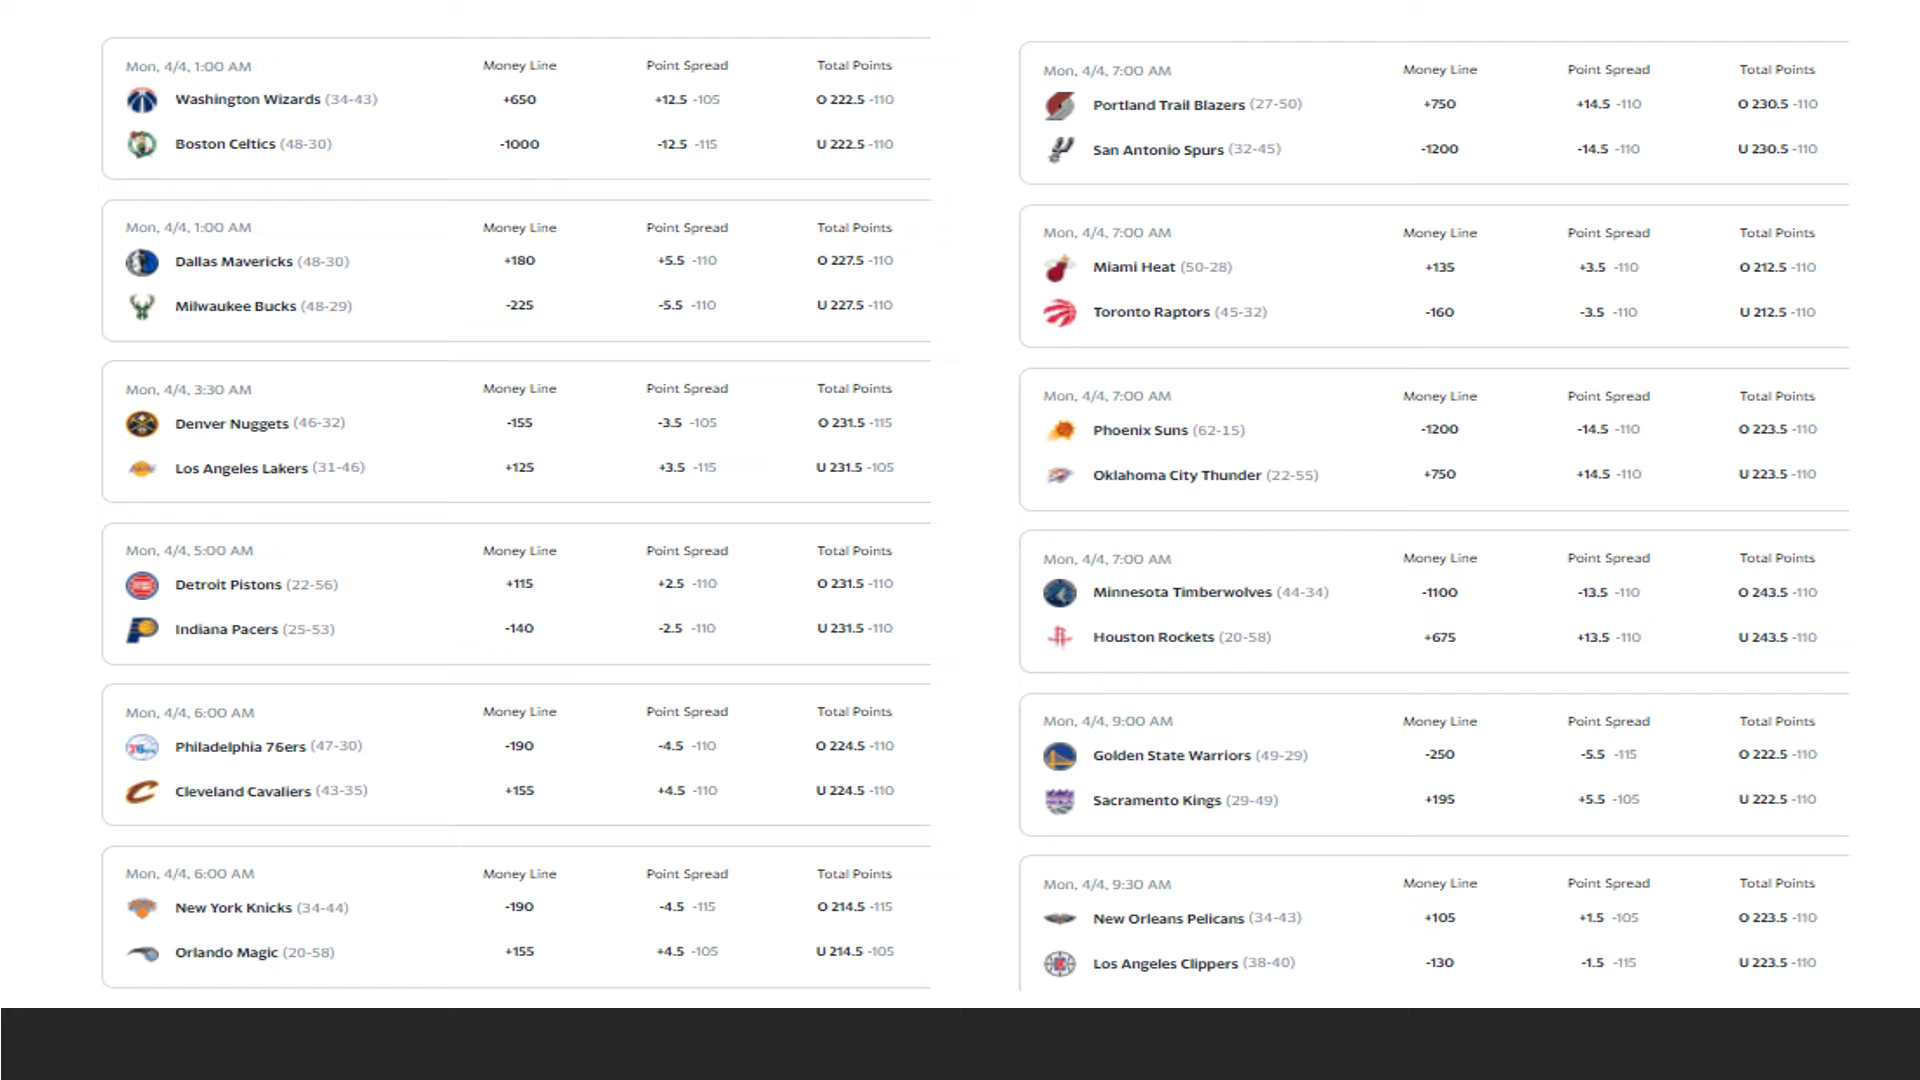 Mon, 4/4, 1:00 AM Money Line Point Spread Total Points
Washington Wizards (34-43) +650 +12.5 -105 O 222.5 -110
Boston Celtics (48-30) -1000 -12.5 -115 U 222.5 -110
Mon, 4/4, 1:00 AM Money Line Point Spread Total Points
Dallas Mavericks (48-30) +180 +5.5 -110 O 227.5 -110
Milwaukee Bucks (48-29) -225 -5.5 -110 U 227.5 -110
Mon, 4/4, 3:30 AM Money Line Point Spread Total Points
Denver Nuggets (46-32) -155 -3.5 -105 O 231.5 -115
Los Angeles Lakers (31-46) +125 +3.5 -115 U 231.5 -105
Mon, 4/4, 5:00 AM Money Line Point Spread Total Points
Detroit Pistons (22-56) +115 +2.5 -110 O 231.5 -110
Indiana Pacers (25-53) -140 -2.5 -110 U 231.5 -110
Mon, 4/4, 6:00 AM Money Line Point Spread Total Points
Philadelphia 76ers (47-30) -190 -4.5 -110 O 224.5 -110
Cleveland Cavaliers (43-35) +155 +4.5 -110 U 224.5 -110
Mon, 4/4, 6:00 AM Money Line Point Spread Total Points
New York Knicks (34-44) -190 -4.5 -115 O 214.5 -115
Orlando Magic (20-58) +155 +4.5 -105 U 214.5 -105
Mon, 4/4, 7:00 AM Money Line Point Spread Total Points
Portland Trail Blazers (27-50) +750 +14.5 -110 O 230.5 -110
San Antonio Spurs (32-45) -1200 -14.5 -110 U 230.5 -110
Mon, 4/4, 7:00 AM Money Line Point Spread Total Points
Miami Heat (50-28) +135 +3.5 -110 O 212.5 -110
Toronto Raptors (45-32) -160 -3.5 -110 U 212.5 -110
Mon, 4/4, 7:00 AM Money Line Point Spread Total Points
Phoenix Suns (62-15) -1200 -14.5 -110 O 223.5 -110
Oklahoma City Thunder (22-55) +750 +14.5 -110 U 223.5 -110
Mon, 4/4, 7:00 AM Money Line Point Spread Total Points
Minnesota Timberwolves (44-34) -1100 -13.5 -110 O 243.5 -110
Houston Rockets (20-58) +675 +13.5 -110 U 243.5 -110
Mon, 4/4, 9:00 AM Money Line Point Spread Total Points
Golden State Warriors (49-29) -250 -5.5 -115 O 222.5 -110
Sacramento Kings (29-49) +195 +5.5 -105 U 222.5 -110
Mon, 4/4, 9:30 AM Money Line Point Spread Total Points
New Orleans Pelicans (34-43) +105 +1.5 -105 O 223.5 -110
Los Angeles Clippers (38-40) -130 -1.5 -115 U 223.5 -110